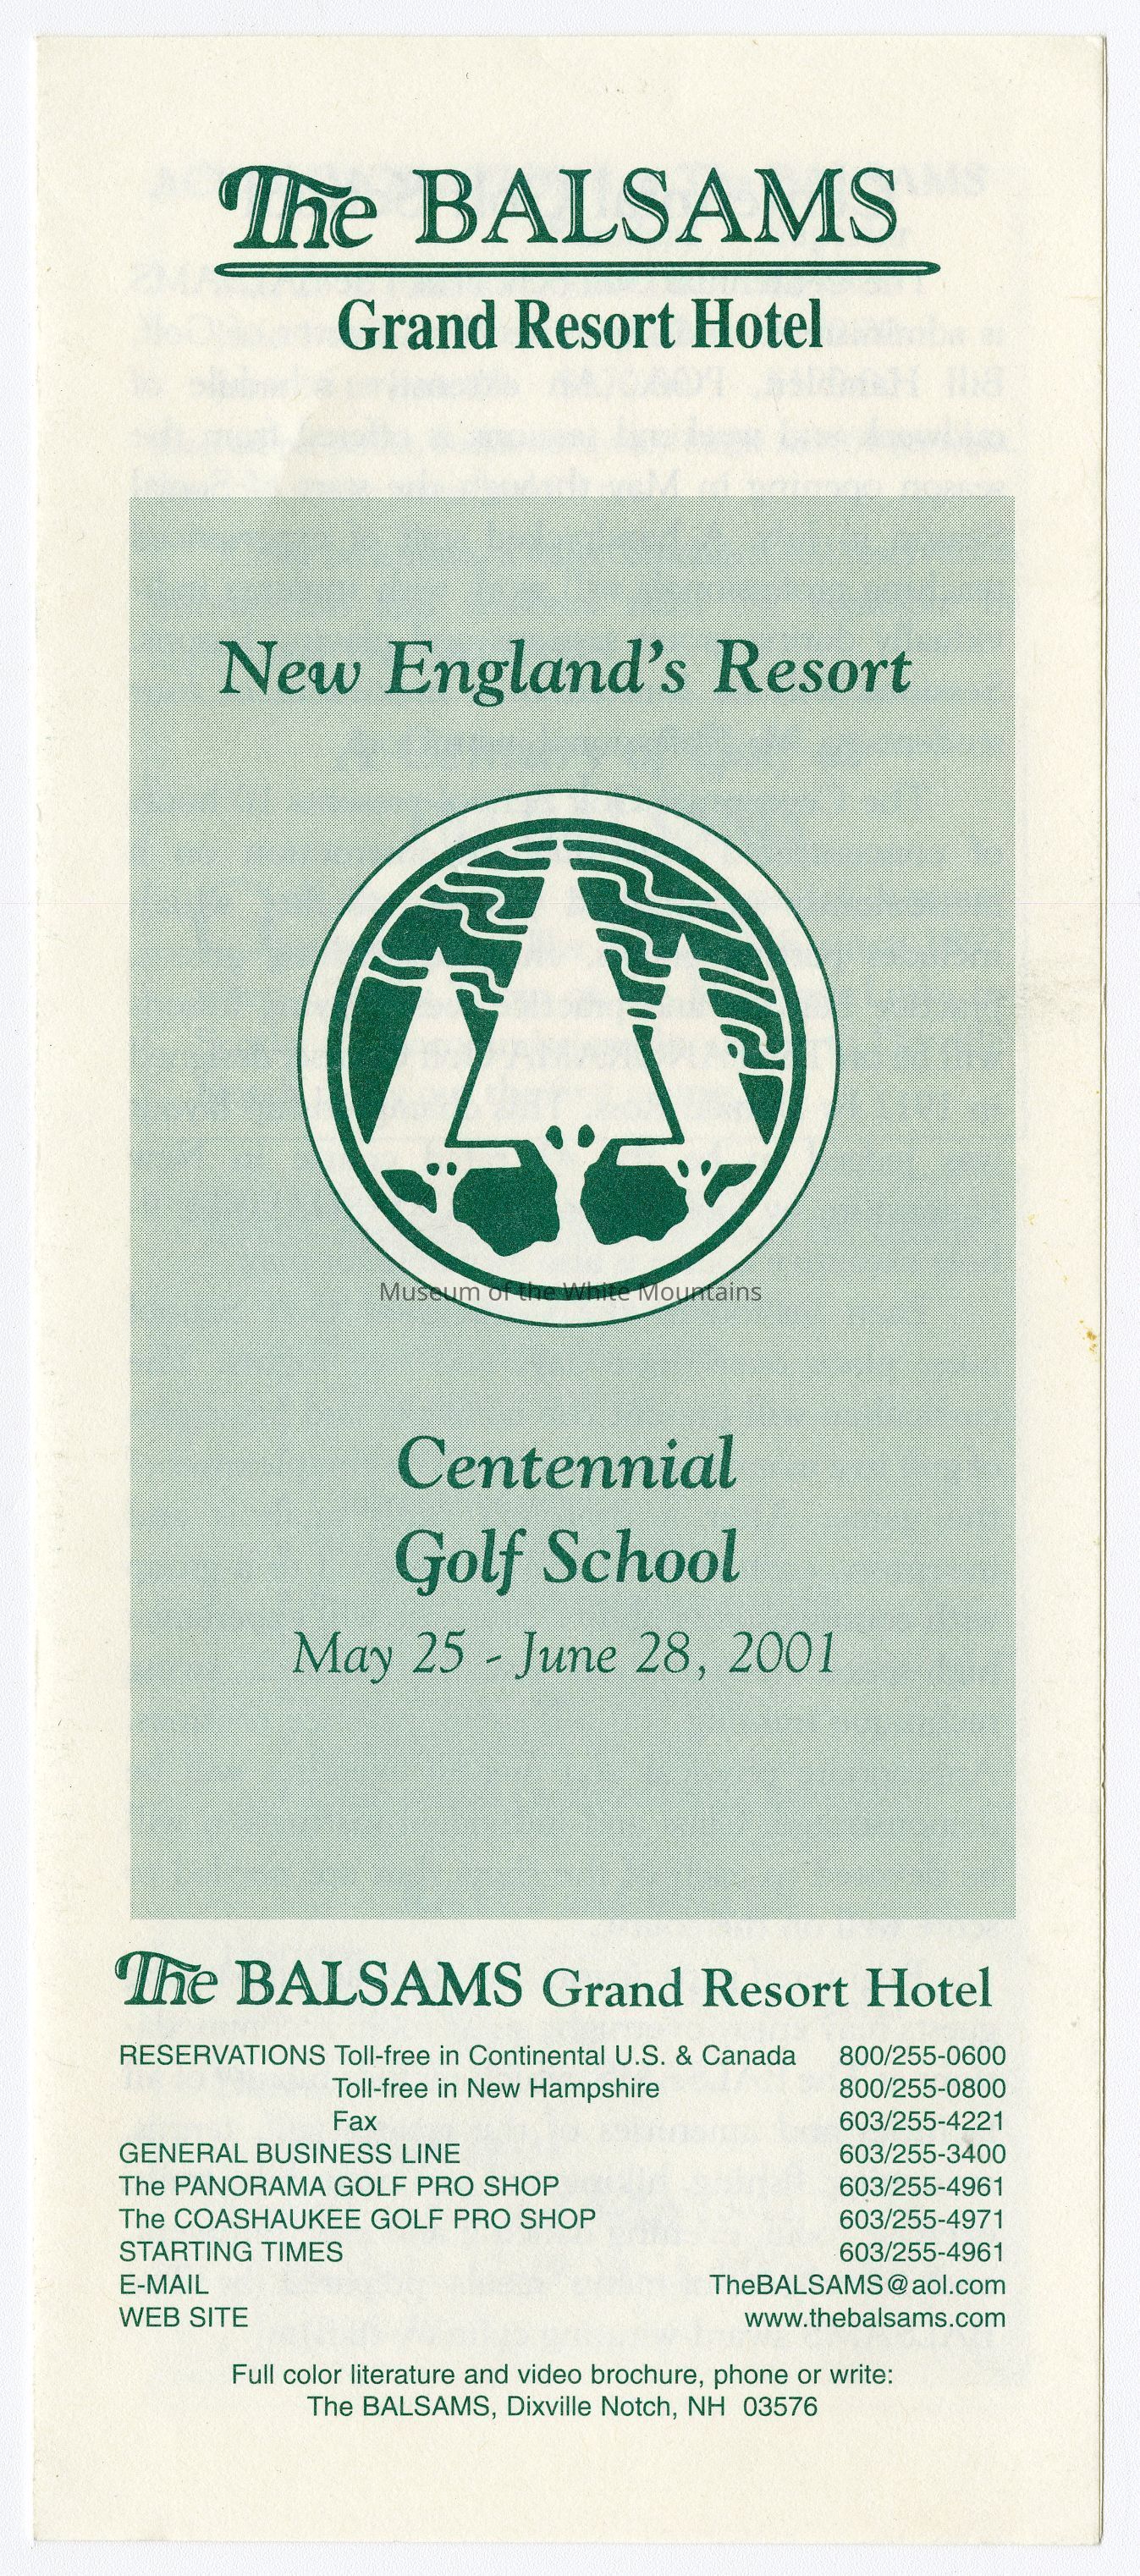 The BALSAMS
Grand Resort Hotel
New England's Resort
Museum of the White Mountains
Centennial
Golf School
May 25 - June 28, 2001
The BALSAMS Grand Resort Hotel
RESERVATIONS Toll-free in Continental U.S. & Canada 800/255-0600
Toll-free in New Hampshire 800/255-0800
Fax 603/255-4221
GENERAL BUSINESS LINE 603/255-3400
The PANORAMA GOLF PRO SHOP 603/255-4961
The COASHAUKEE GOLF PRO SHOP 603/255-4971
STARTING TIMES 603/255-4961
E-MAIL TheBALSAMS@aol.com
WEB SITE www.thebalsams.com
Full color literature and video brochure, phone or write:
The BALSAMS, Dixville Notch, NH 03576